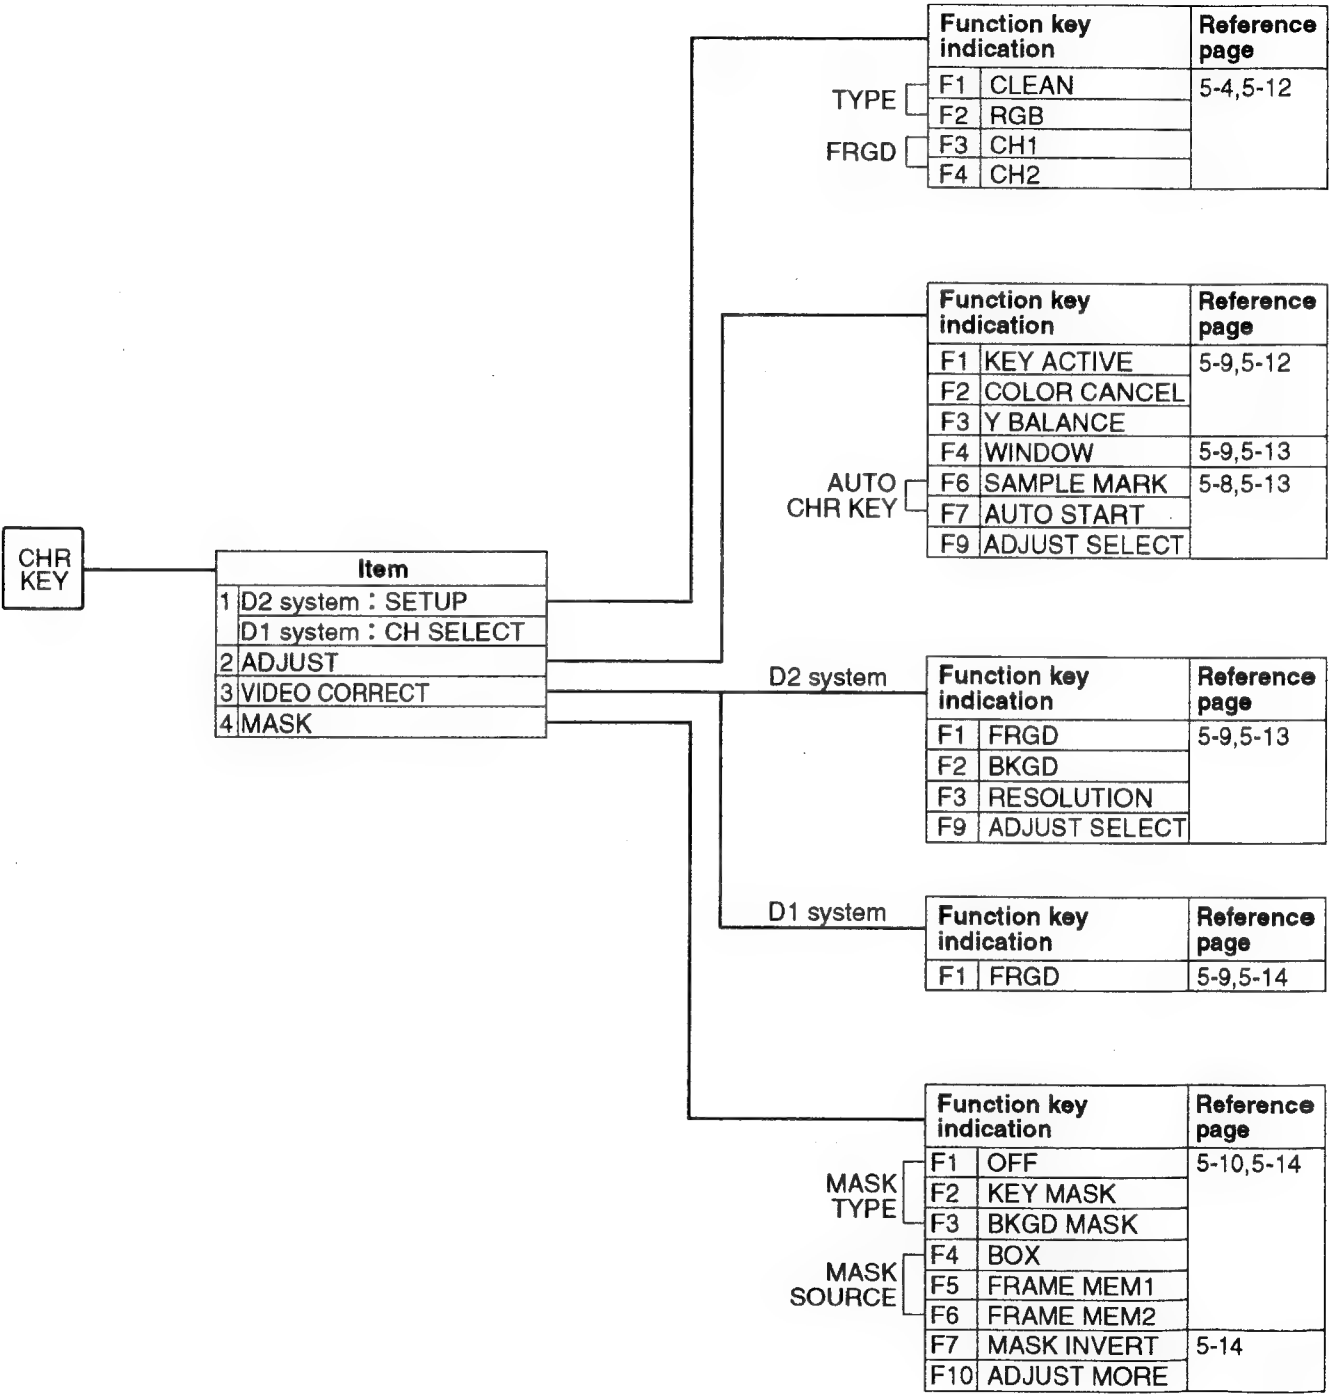 CHR
KEY
Item
1 D2 system : SETUP
D1 system : CH SELECT
2 ADJUST
3 VIDEO CORRECT
4 MASK
Function key
indication
Reference
page
TYPE
F1 CLEAN 5-4,5-12
F2 RGB
FRGD
F3 CH1
F4 CH2
Function key
indication
Reference
page
F1 KEY ACTIVE 5-9,5-12
F2 COLOR CANCEL
F3 Y BALANCE
F4 WINDOW 5-9,5-13
AUTO
CHR KEY
F6 SAMPLE MARK 5-8,5-13
F7 AUTO START
F9 ADJUST SELECT
D2 system
Function key
indication
Reference
page
F1 FRGD 5-9,5-13
F2 BKGD
F3 RESOLUTION
F9 ADJUST SELECT
D1 system
Function key
indication
Reference
page
F1 FRGD 5-9,5-14
Function key
indication
Reference
page
MASK
TYPE
F1 OFF 5-10,5-14
F2 KEY MASK
F3 BKGD MASK
MASK
SOURCE
F4 BOX
F5 FRAME MEM1
F6 FRAME MEM2
F7 MASK INVERT 5-14
F10 ADJUST MORE